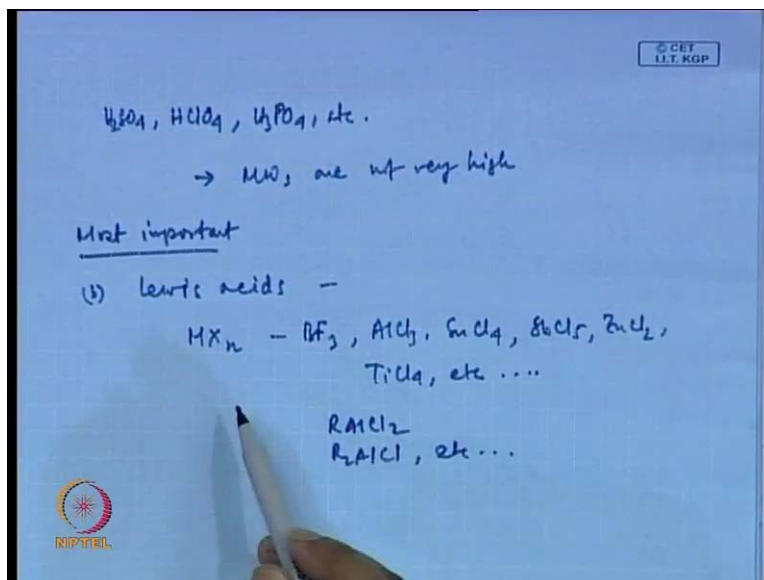 © CET
I.I.T. KGP
H₂SO₄, HClO₄, H₃PO₄, etc.
→ MWs are not very high
Most important
(b) Lewis acids –
MXₙ – BF₃, AlCl₃, SnCl₄, SbCl₅, ZnCl₂,
TiCl₄, etc ....
RAlCl₂
R₂AlCl, etc ...
NPTEL